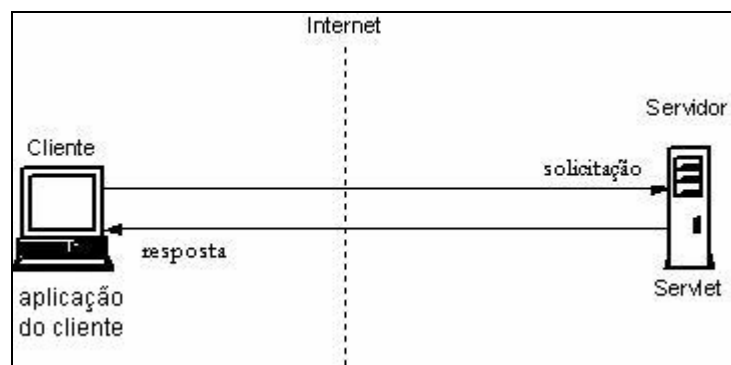 Internet
Servidor
Cliente
solicitação
resposta
Servlet
aplicação
do cliente